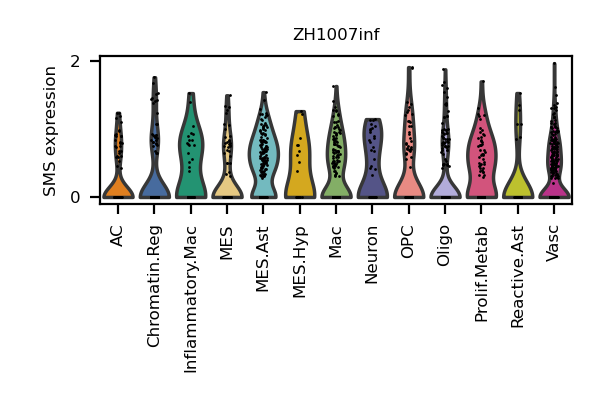 ZH1007inf
SMS expression
2
0
AC
Chromatin.Reg
Inflammatory.Mac
MES
MES.Ast
MES.Hyp
Mac
Neuron
OPC
Oligo
Prolif.Metab
Reactive.Ast
Vasc